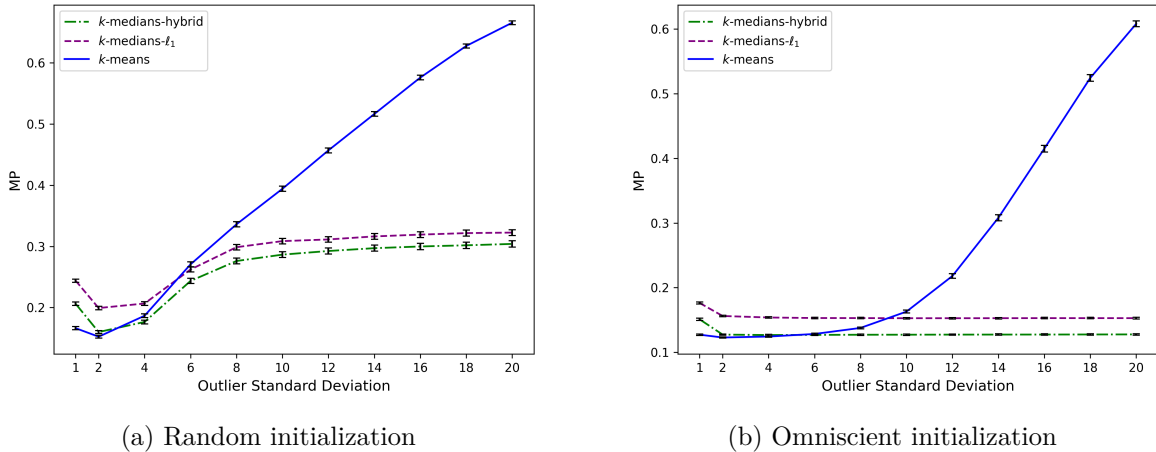 k-medians-hybrid
k-medians-ℓ₁
k-means
MP
0.6
0.5
0.4
0.3
0.2
1 2 4 6 8 10 12 14 16 18 20
Outlier Standard Deviation
(a) Random initialization
k-medians-hybrid
k-medians-ℓ₁
k-means
MP
0.6
0.5
0.4
0.3
0.2
0.1
1 2 4 6 8 10 12 14 16 18 20
Outlier Standard Deviation
(b) Omniscient initialization